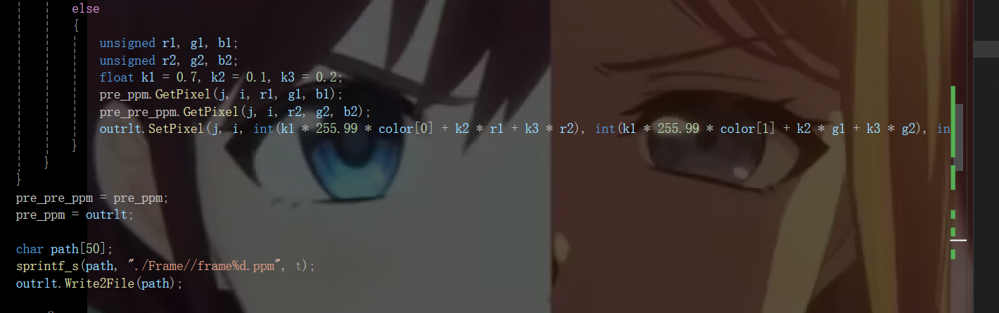 else
{
unsigned r1, g1, b1;
unsigned r2, g2, b2;
float k1 = 0.7, k2 = 0.1, k3 = 0.2;
pre_ppm.GetPixel(j, i, r1, g1, b1);
pre_pre_ppm.GetPixel(j, i, r2, g2, b2);
outrlt.SetPixel(j, i, int(k1 * 255.99 * color[0] + k2 * r1 + k3 * r2), int(k1 * 255.99 * color[1] + k2 * g1 + k3 * g2), in
}
}
}
pre_pre_ppm = pre_ppm;
pre_ppm = outrlt;
char path[50];
sprintf_s(path, "./Frame//frame%d.ppm", t);
outrlt.Write2File(path);